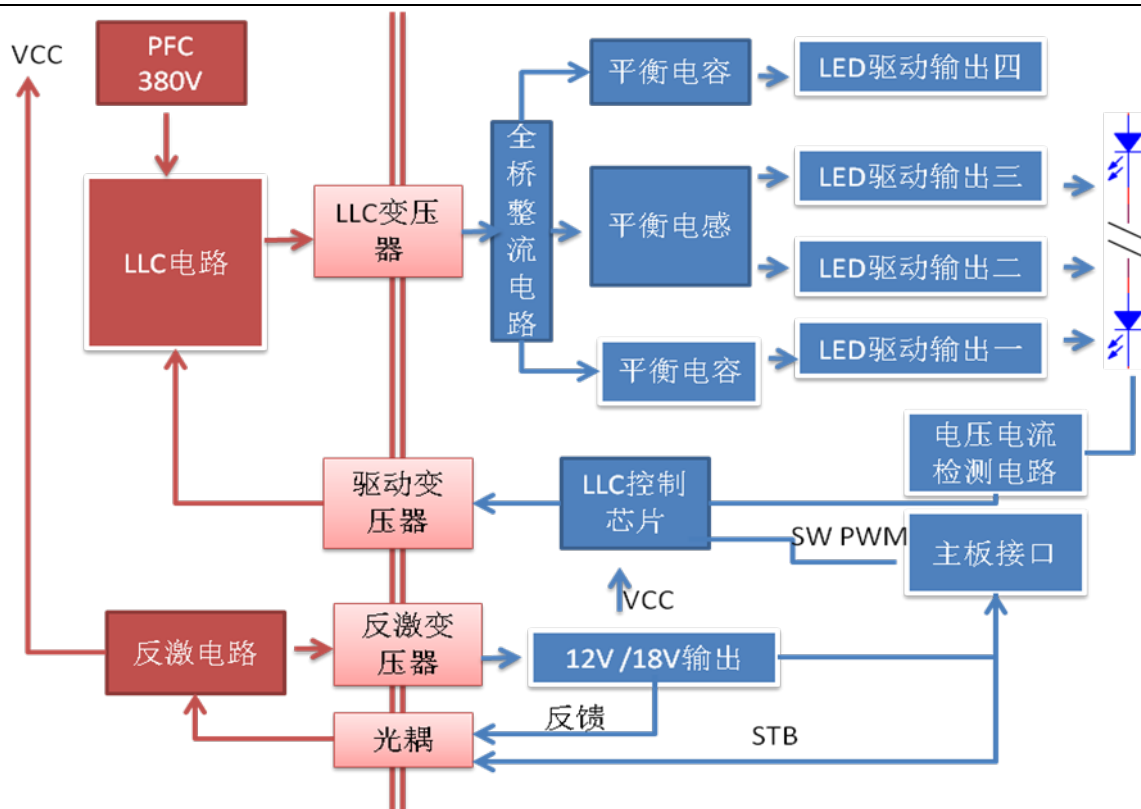 VCC
PFC
380V
LLC电路
LLC变压
器
全
桥
整
流
电
路
平衡电容
LED驱动输出四
平衡电感
LED驱动输出三
LED驱动输出二
平衡电容
LED驱动输出一
电压电流
检测电路
驱动变
压器
LLC控制
芯片
SW PWM
主板接口
VCC
反激电路
反激变
压器
12V /18V输出
反馈
光耦
STB